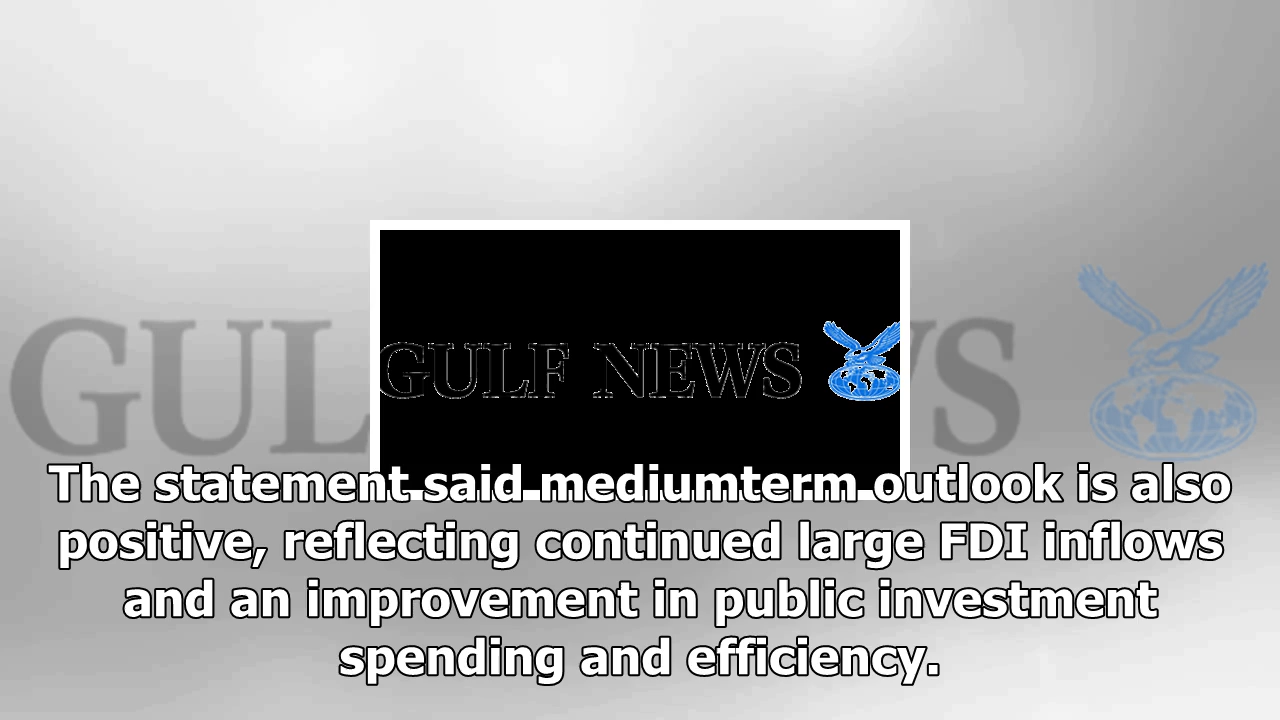 GULF NEWS
The statement said mediumterm outlook is also
positive, reflecting continued large FDI inflows
and an improvement in public investment
spending and efficiency.